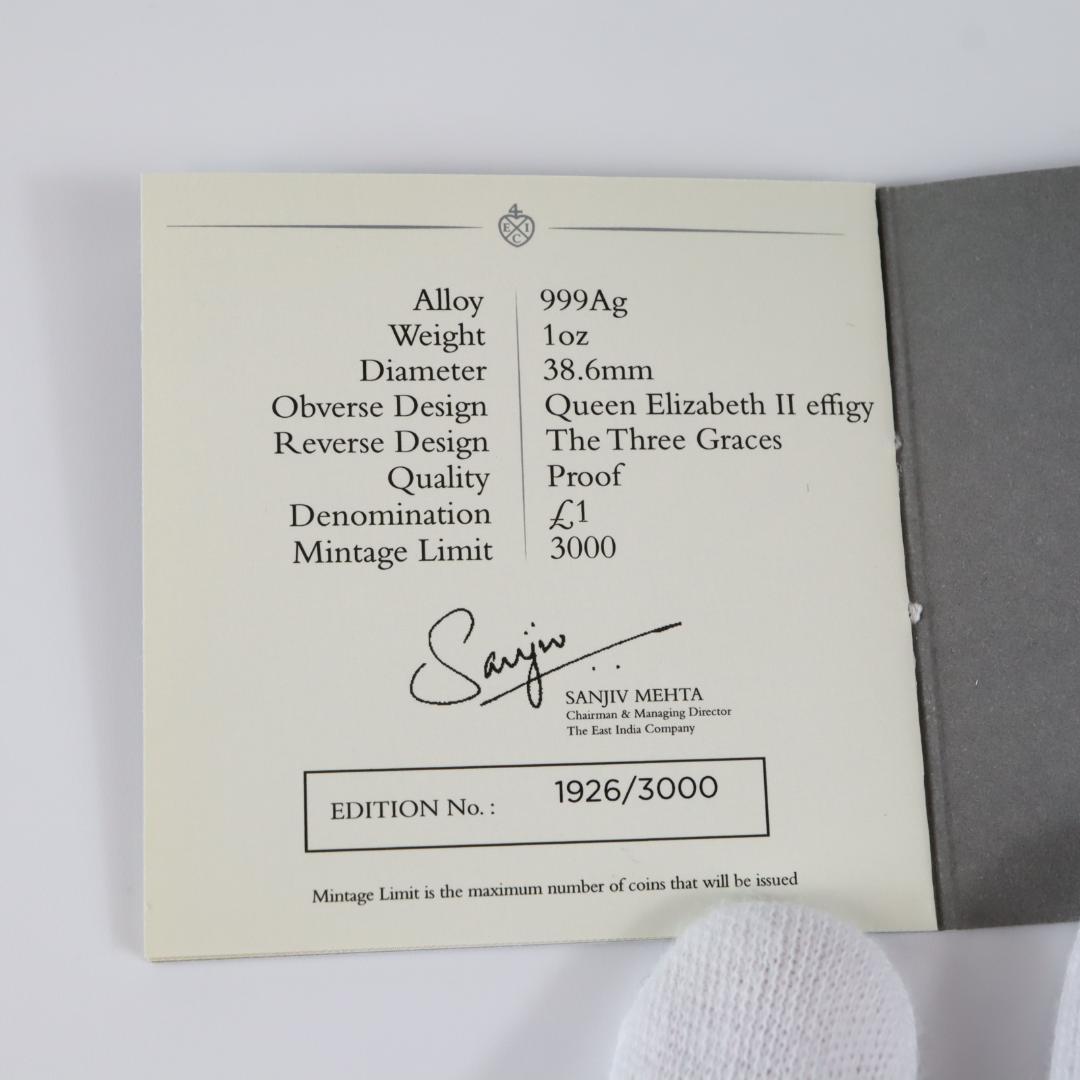 4
E I
C
Alloy 999Ag
Weight 1oz
Diameter 38.6mm
Obverse Design Queen Elizabeth II effigy
Reverse Design The Three Graces
Quality Proof
Denomination £1
Mintage Limit 3000
Sanjiv
SANJIV MEHTA
Chairman & Managing Director
The East India Company
EDITION No. : 1926/3000
Mintage Limit is the maximum number of coins that will be issued